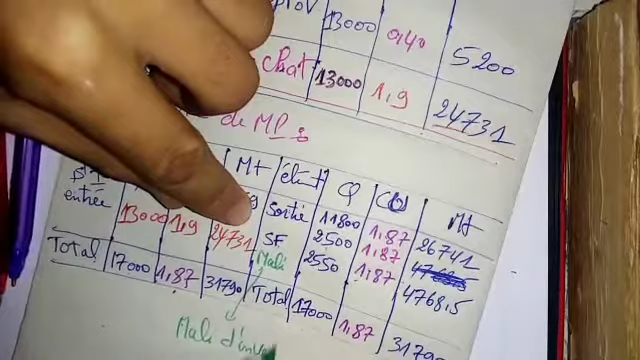 13000 0,40 5200
chat 13000 1,9 24731
de MP :
Mt élint Q CU Mt
entrée 13000 1,9 24731 Sortie 11800 1,87 26741
SF 2500 1,87
Mali 2550 1,87 4768,5
Total 17000 1,87 31790 Total 17000 1,87 3179
Mali d'inv